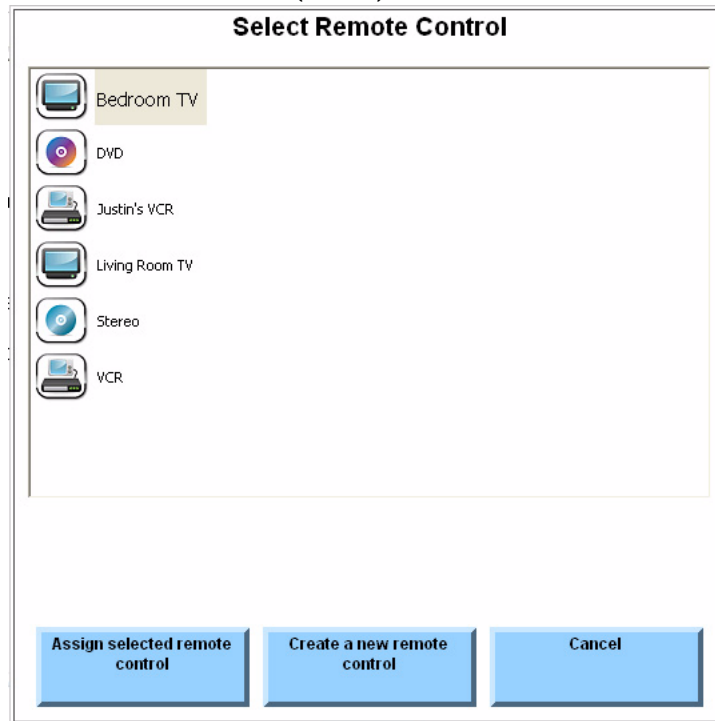 Select Remote Control
Bedroom TV
DVD
Justin's VCR
Living Room TV
Stereo
VCR
Assign selected remote
control
Create a new remote
control
Cancel